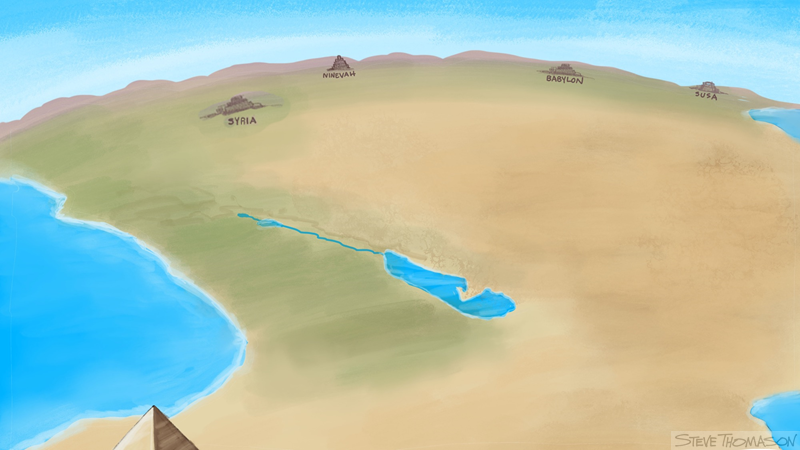 NINEVAH
BABYLON
SUSA
SYRIA
STEVE THOMASON